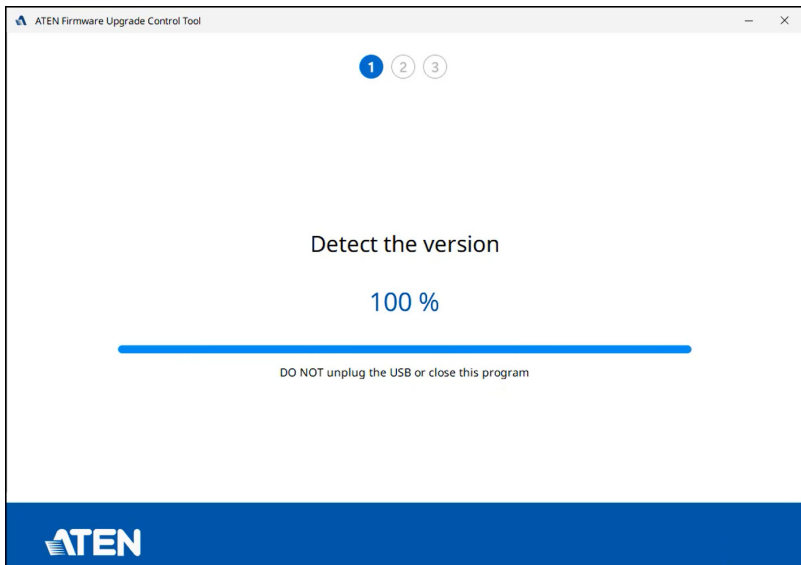 ATEN Firmware Upgrade Control Tool
1 2 3
Detect the version
100 %
DO NOT unplug the USB or close this program
ATEN